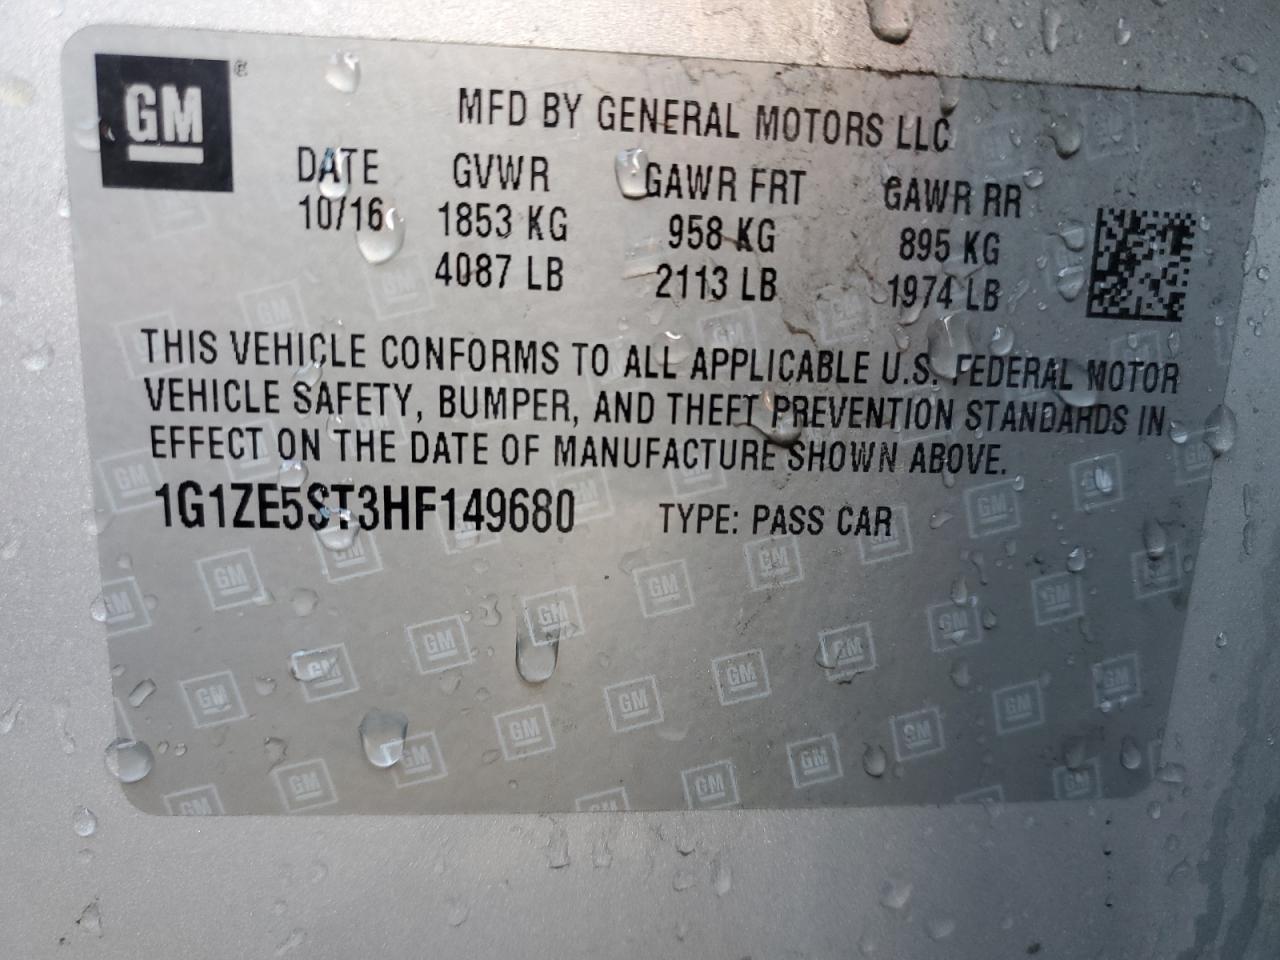 GM
MFD BY GENERAL MOTORS LLC
DATE GVWR GAWR FRT GAWR RR
10/16 1853 KG 958 KG 895 KG
4087 LB 2113 LB 1974 LB
THIS VEHICLE CONFORMS TO ALL APPLICABLE U.S. FEDERAL MOTOR
VEHICLE SAFETY, BUMPER, AND THEFT PREVENTION STANDARDS IN
EFFECT ON THE DATE OF MANUFACTURE SHOWN ABOVE.
1G1ZE5ST3HF149680 TYPE: PASS CAR